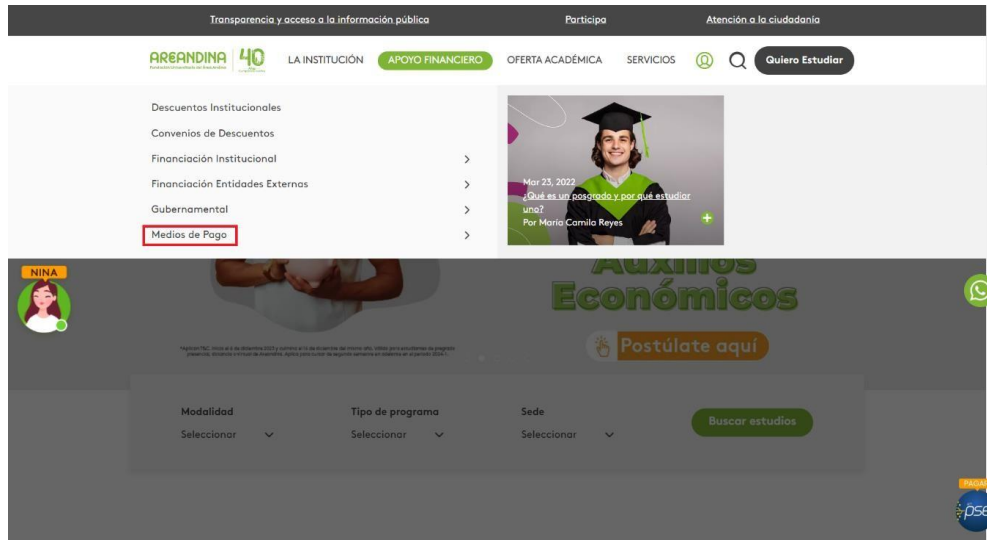 Transparencia y acceso a la información pública
Participa
Atención a la ciudadanía
AREANDINA
40
LA INSTITUCIÓN
APOYO FINANCIERO
OFERTA ACADÉMICA
SERVICIOS
Quiero Estudiar
Descuentos Institucionales
Convenios de Descuentos
Financiación Institucional
Financiación Entidades Externas
Gubernamental
Medios de Pago
Mar 23, 2022
¿Qué es un posgrado y por qué estudiar
uno?
Por María Camila Reyes
NINA
Auxilios
Económicos
Postúlate aquí
Modalidad
Tipo de programa
Sede
Seleccionar
Seleccionar
Seleccionar
Buscar estudios
pse